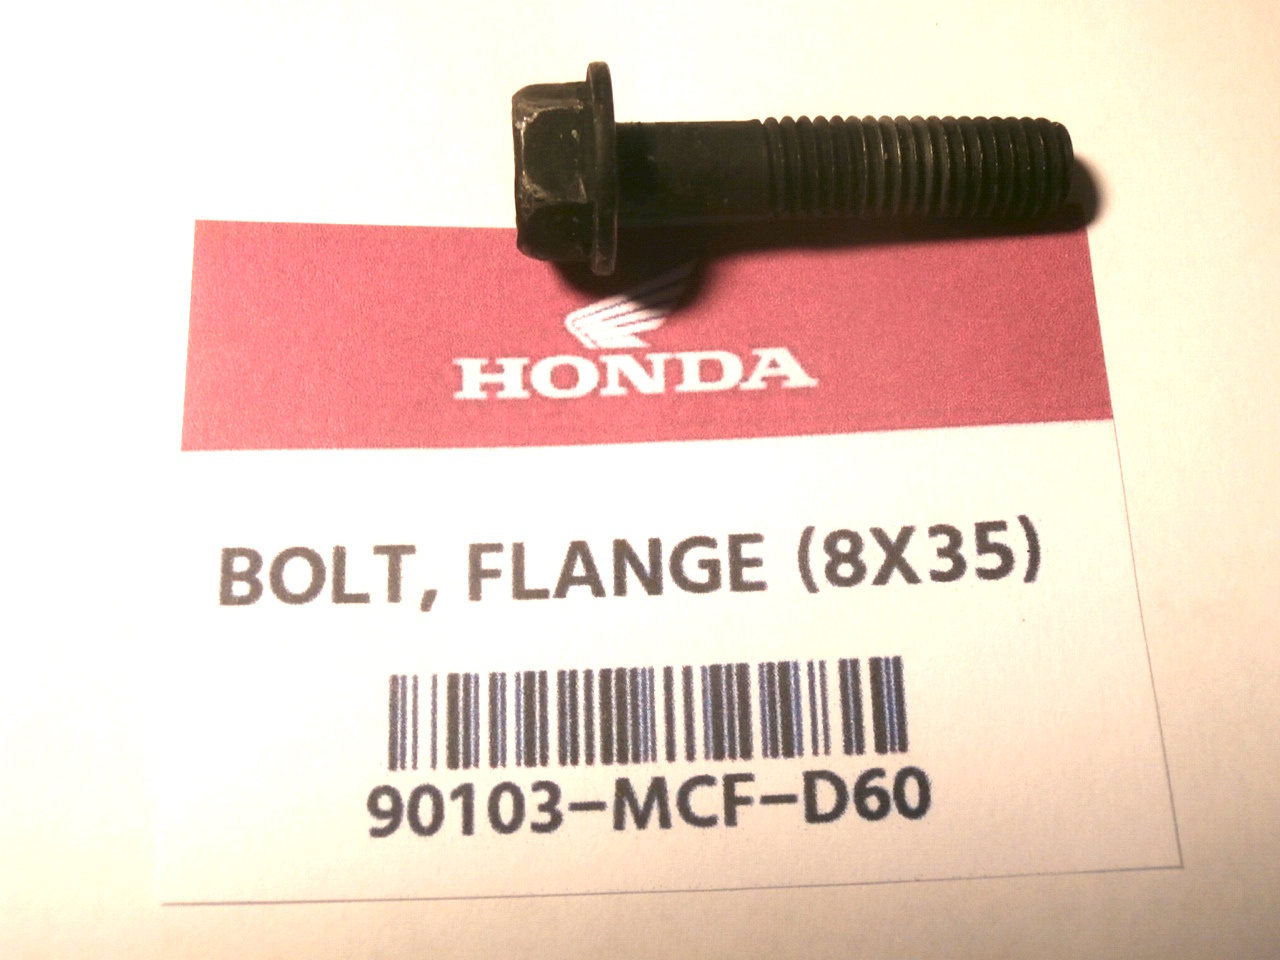 HONDA
BOLT, FLANGE (8X35)
90103-MCF-D60